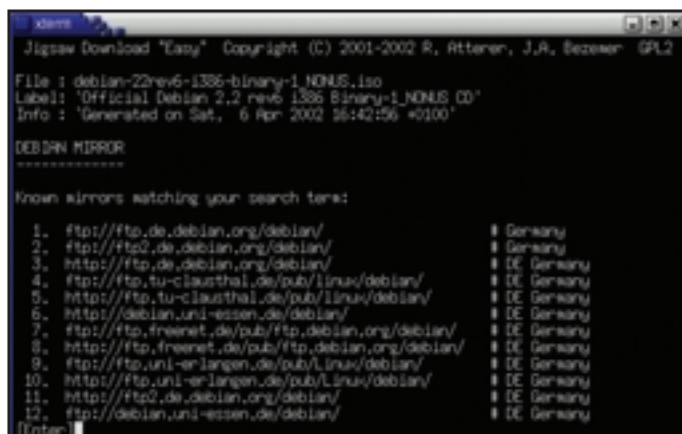 xterm
Jigsaw Download "Easy" Copyright (C) 2001-2002 R. Atterer, J.A. Bezemer GPL2
File : debian-22rev6-i386-binary-1_NONUS.iso
Label: 'Official Debian 2.2 rev6 i386 Binary-1_NONUS CD'
Info : 'Generated on Sat, 6 Apr 2002 16:42:56 +0100'
DEBIAN MIRROR
-------------
Known mirrors matching your search term:
1. ftp://ftp.de.debian.org/debian/ # Germany
2. ftp://ftp2.de.debian.org/debian/ # Germany
3. http://ftp.de.debian.org/debian/ # DE Germany
4. ftp://ftp.tu-clausthal.de/pub/linux/debian/ # DE Germany
5. http://ftp.tu-clausthal.de/pub/linux/debian/ # DE Germany
6. http://debian.uni-essen.de/debian/ # DE Germany
7. ftp://ftp.freenet.de/pub/ftp.debian.org/debian/ # DE Germany
8. http://ftp.freenet.de/pub/ftp.debian.org/debian/ # DE Germany
9. ftp://ftp.uni-erlangen.de/pub/Linux/debian/ # DE Germany
10. http://ftp.uni-erlangen.de/pub/Linux/debian/ # DE Germany
11. http://ftp2.de.debian.org/debian/ # DE Germany
12. ftp://debian.uni-essen.de/debian/ # DE Germany
[Enter]